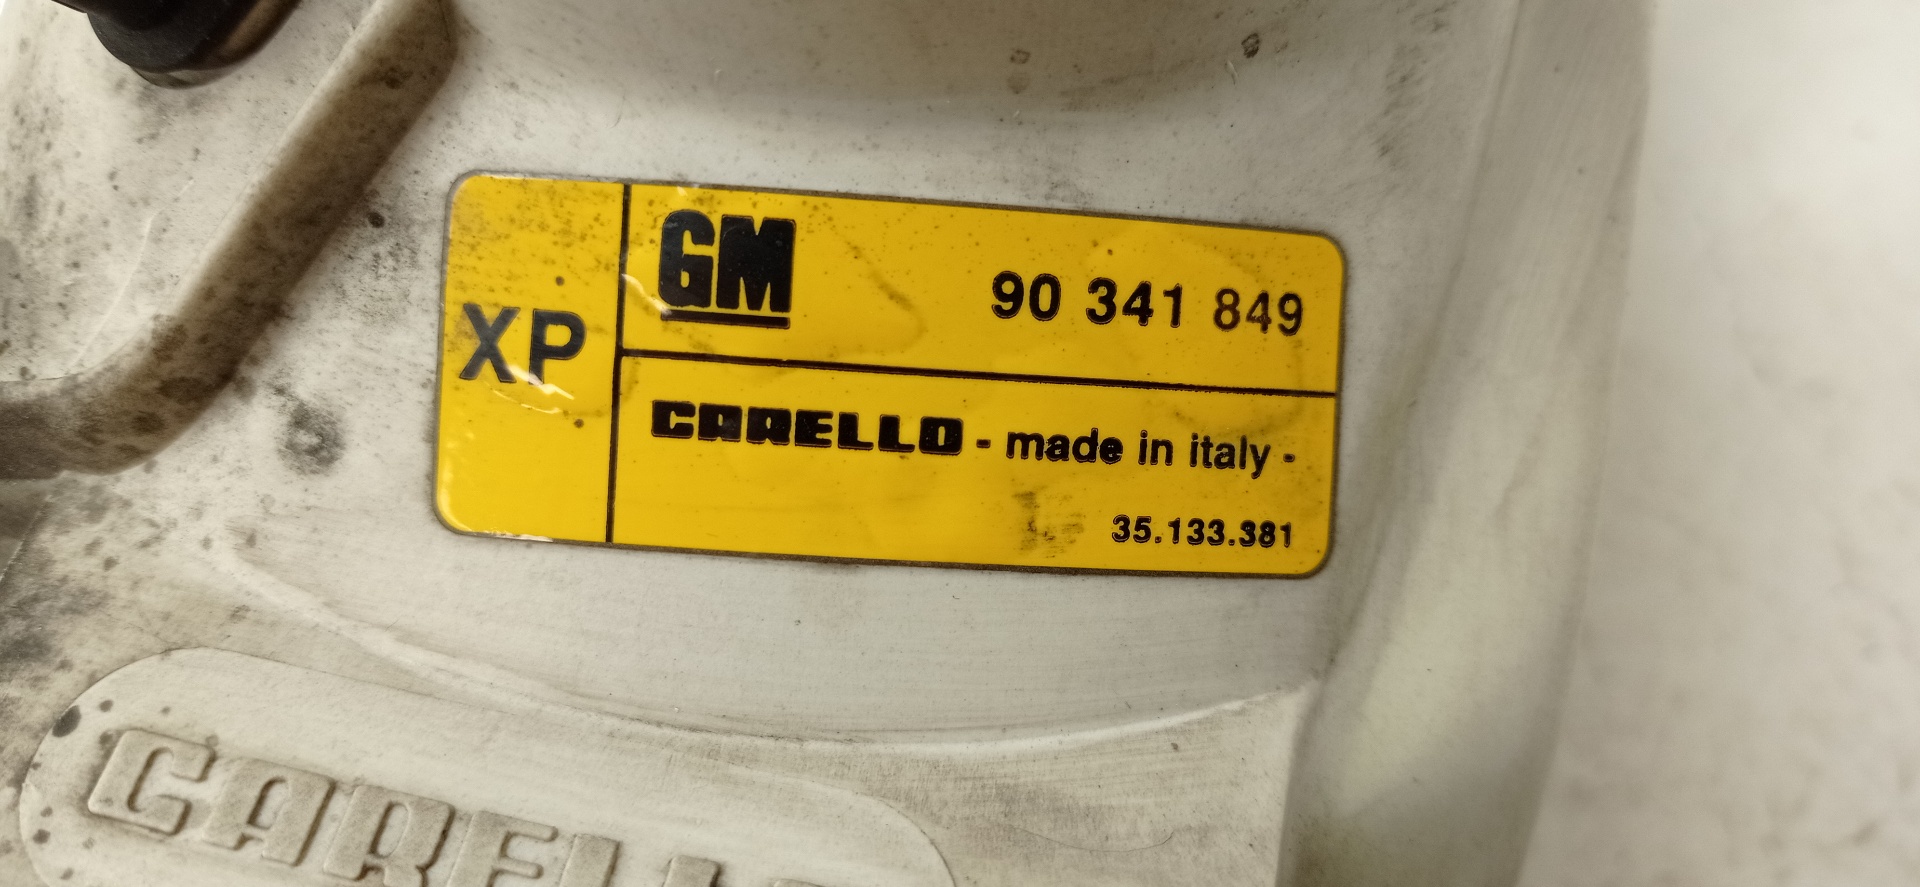 XP
GM
90 341 849
CARELLO - made in italy -
35.133.381
CARELLO